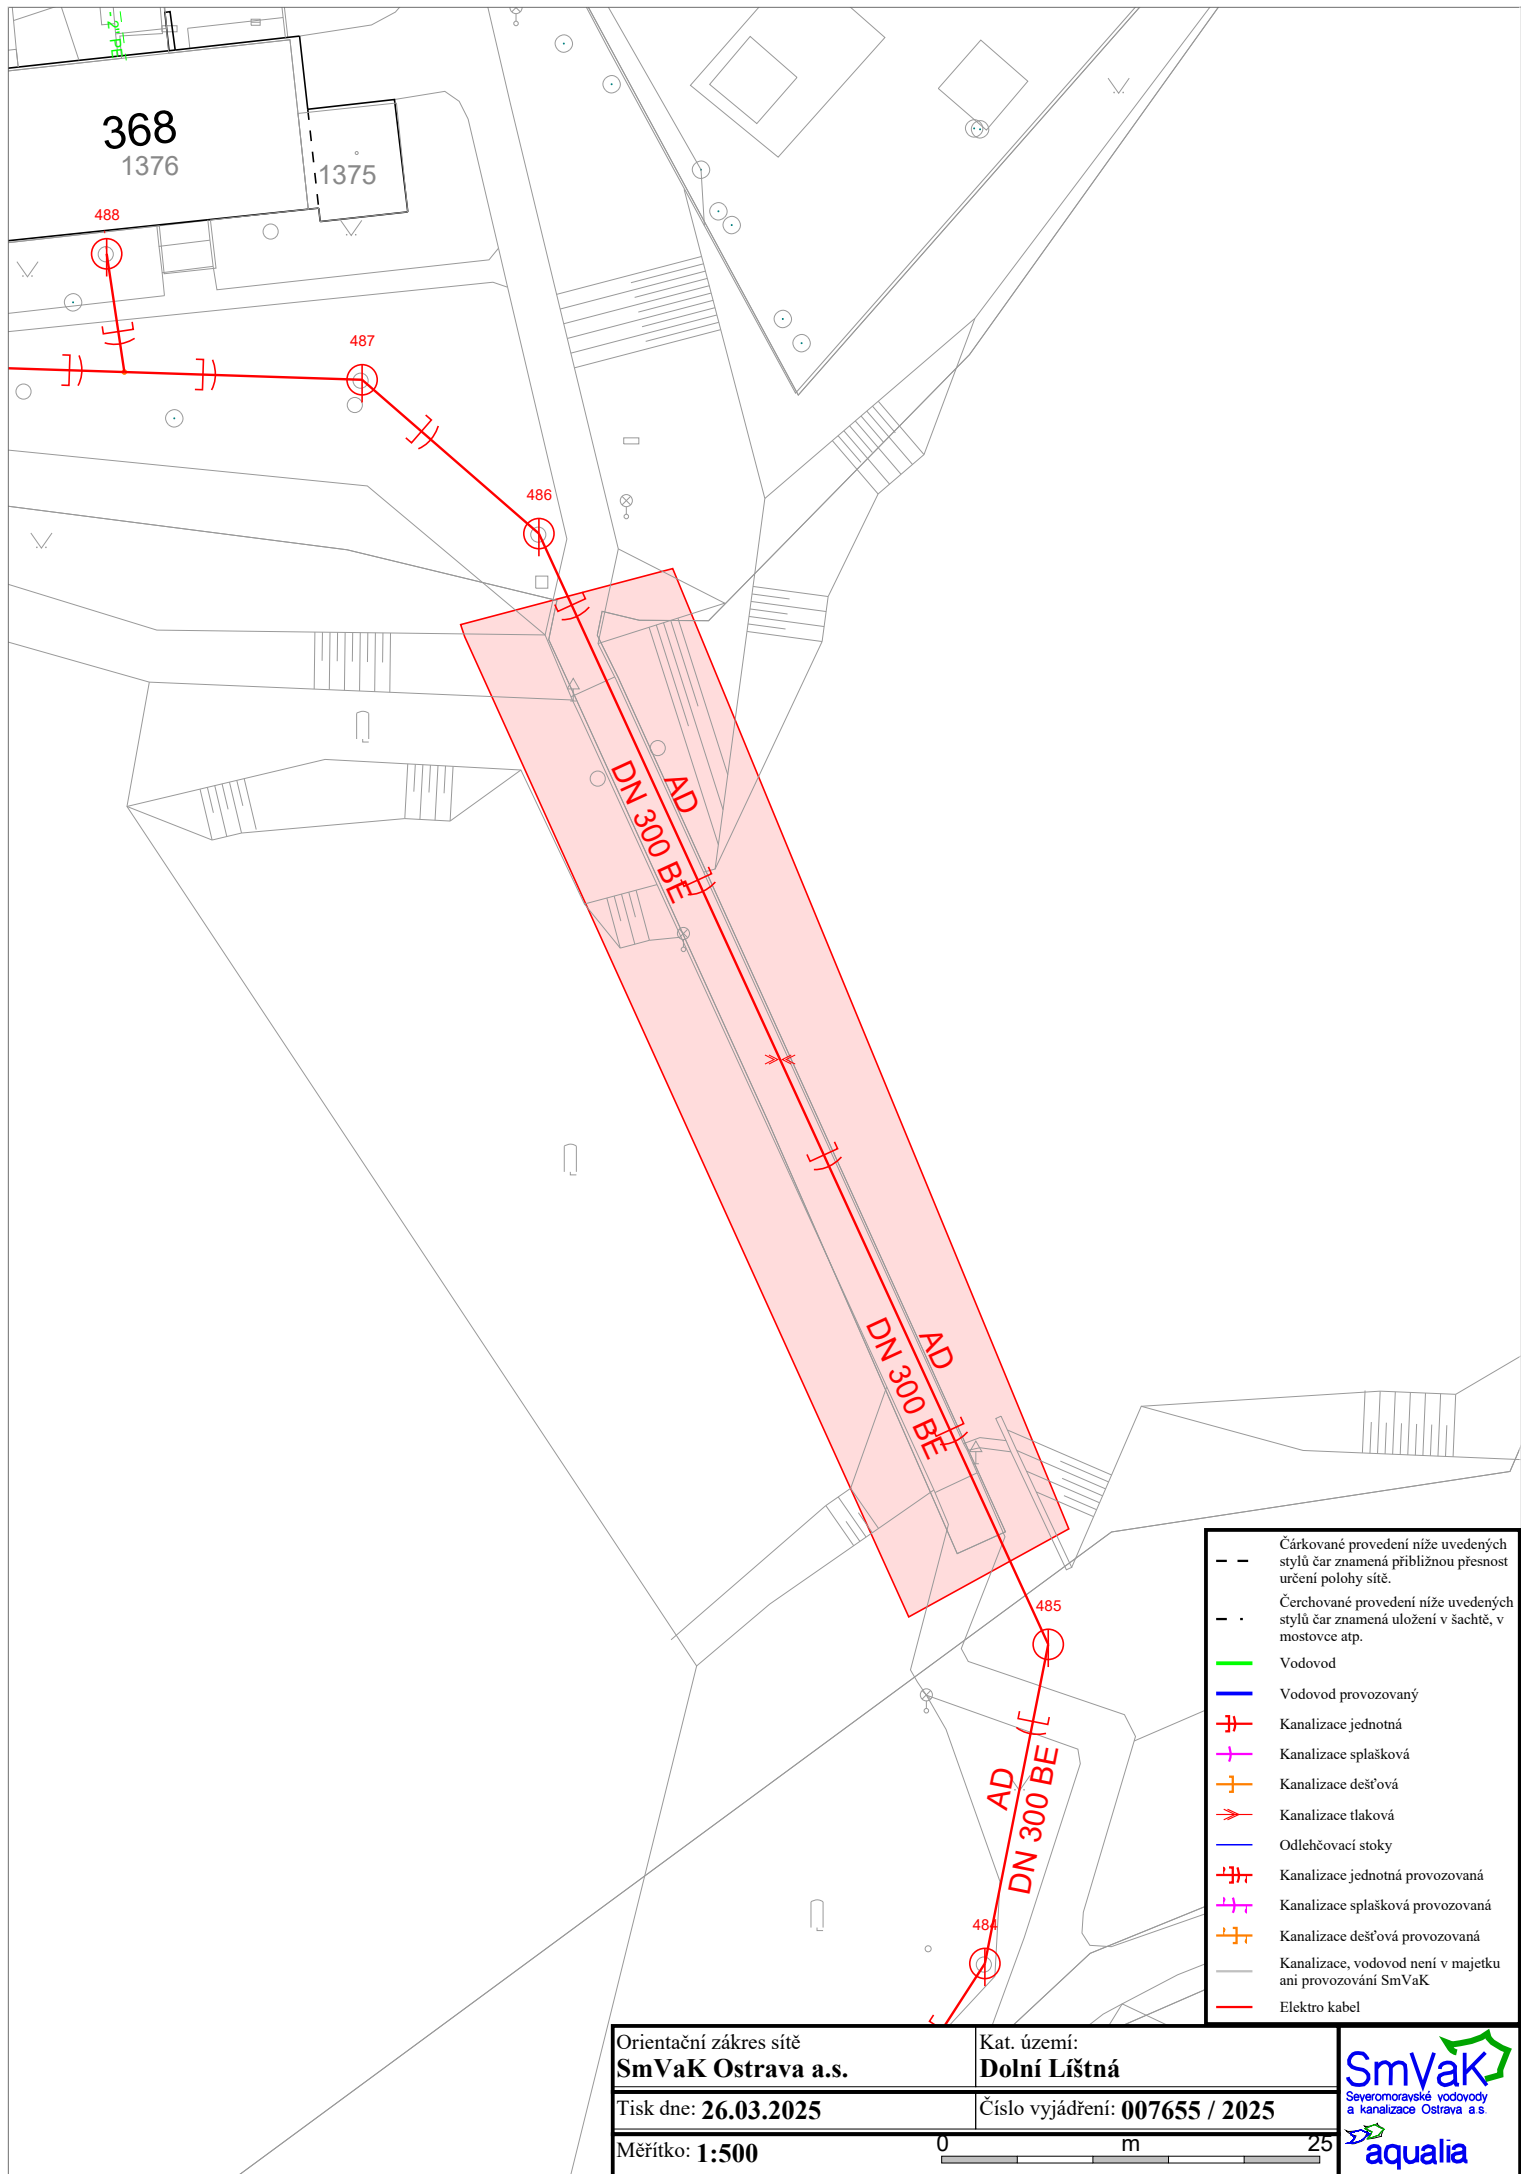 2" PE
368
1376
1375
488
487
486
AD
DN 300 BE
AD
DN 300 BE
485
AD
DN 300 BE
484
Čárkované provedení níže uvedených
stylů čar znamená přibližnou přesnost
určení polohy sítě.
Čerchované provedení níže uvedených
stylů čar znamená uložení v šachtě, v
mostovce atp.
Vodovod
Vodovod provozovaný
Kanalizace jednotná
Kanalizace splašková
Kanalizace dešťová
Kanalizace tlaková
Odlehčovací stoky
Kanalizace jednotná provozovaná
Kanalizace splašková provozovaná
Kanalizace dešťová provozovaná
Kanalizace, vodovod není v majetku
ani provozování SmVaK
Elektro kabel
Orientační zákres sítě
SmVaK Ostrava a.s.
Kat. území:
Dolní Líštná
Tisk dne: 26.03.2025
Číslo vyjádření: 007655 / 2025
Měřítko: 1:500
0 m 25
SmVaK
Severomoravské vodovody
a kanalizace Ostrava a.s.
aqualia